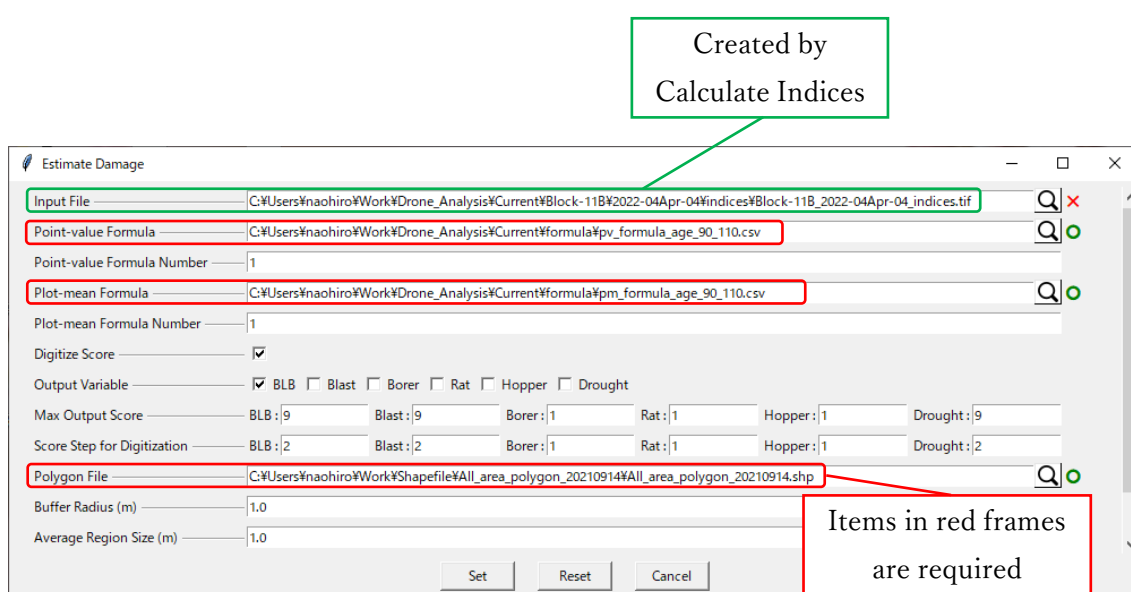 Created by
Calculate Indices
Estimate Damage
Input File C:¥Users¥naohiro¥Work¥Drone_Analysis¥Current¥Block-11B¥2022-04Apr-04¥indices¥Block-11B_2022-04Apr-04_indices.tif
Point-value Formula C:¥Users¥naohiro¥Work¥Drone_Analysis¥Current¥formula¥pv_formula_age_90_110.csv
Point-value Formula Number 1
Plot-mean Formula C:¥Users¥naohiro¥Work¥Drone_Analysis¥Current¥formula¥pm_formula_age_90_110.csv
Plot-mean Formula Number 1
Digitize Score
Output Variable BLB Blast Borer Rat Hopper Drought
Max Output Score BLB : 9 Blast : 9 Borer : 1 Rat : 1 Hopper : 1 Drought : 9
Score Step for Digitization BLB : 2 Blast : 2 Borer : 1 Rat : 1 Hopper : 1 Drought : 2
Polygon File C:¥Users¥naohiro¥Work¥Shapefile¥All_area_polygon_20210914¥All_area_polygon_20210914.shp
Buffer Radius (m) 1.0
Average Region Size (m) 1.0
Items in red frames
are required
Set Reset Cancel